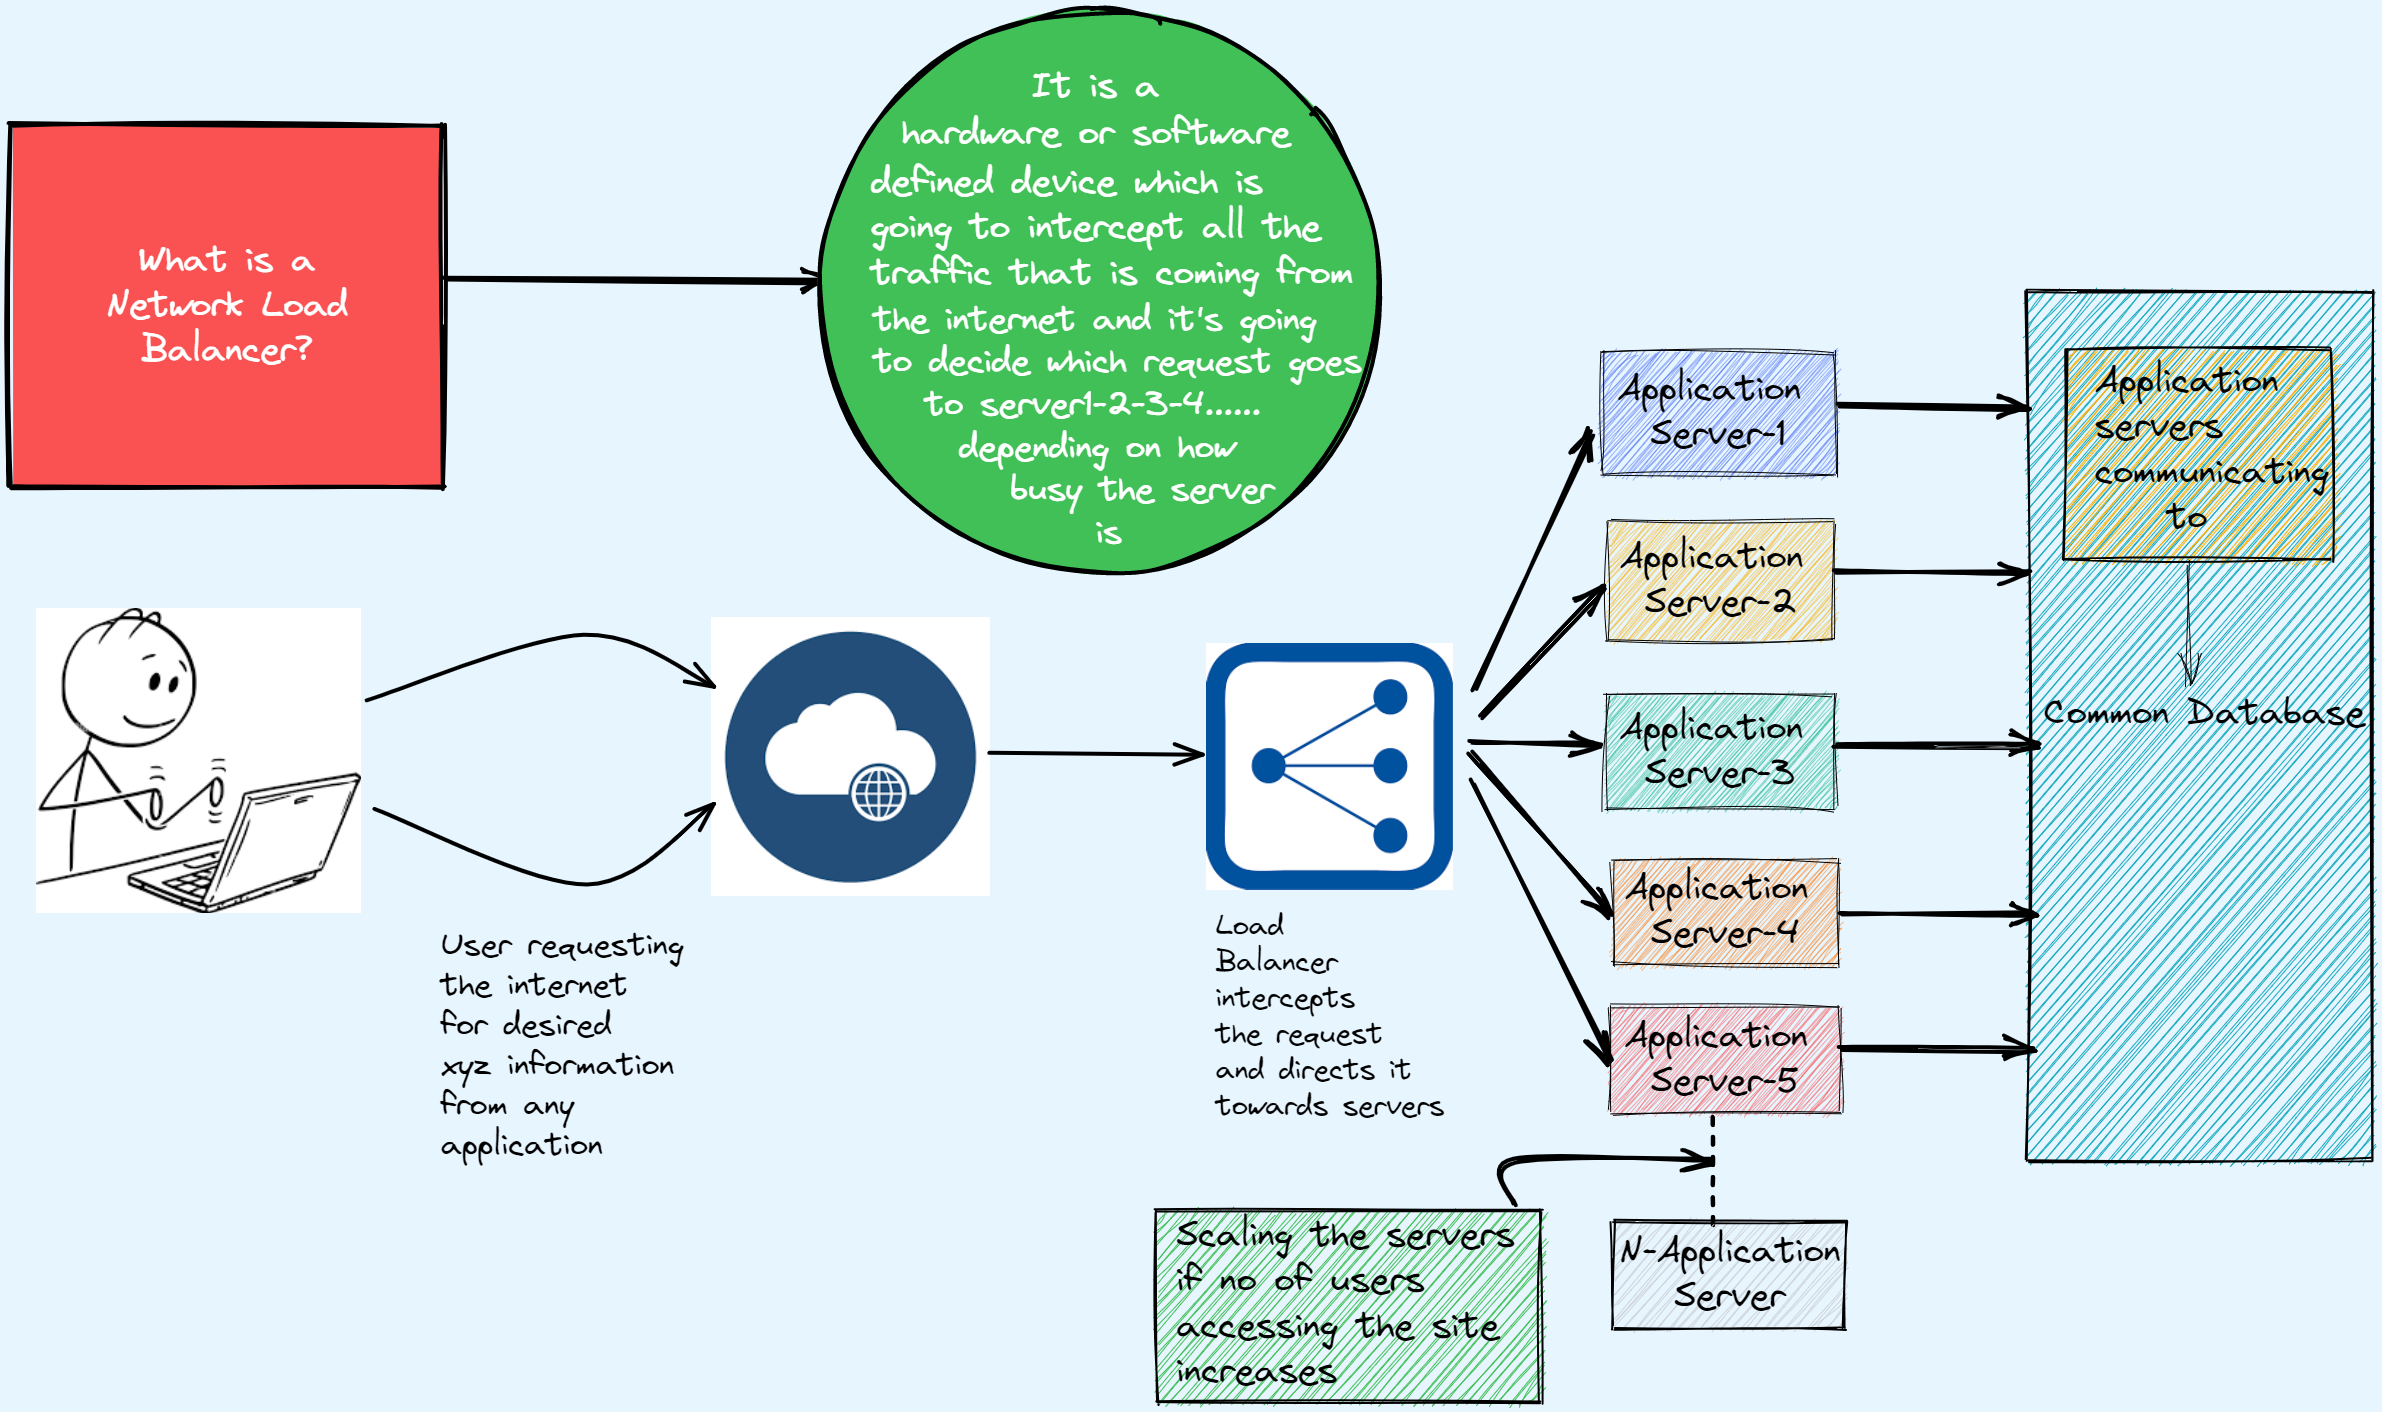 What is a
Network Load
Balancer?
It is a
hardware or software
defined device which is
going to intercept all the
traffic that is coming from
the internet and it's going
to decide which request goes
to server1-2-3-4......
depending on how
busy the server
is
User requesting
the internet
for desired
xyz information
from any
application
Load
Balancer
intercepts
the request
and directs it
towards servers
Application
Server-1
Application
Server-2
Application
Server-3
Application
Server-4
Application
Server-5
N-Application
Server
Scaling the servers
if no of users
accessing the site
increases
Application
servers
communicating
to
Common Database